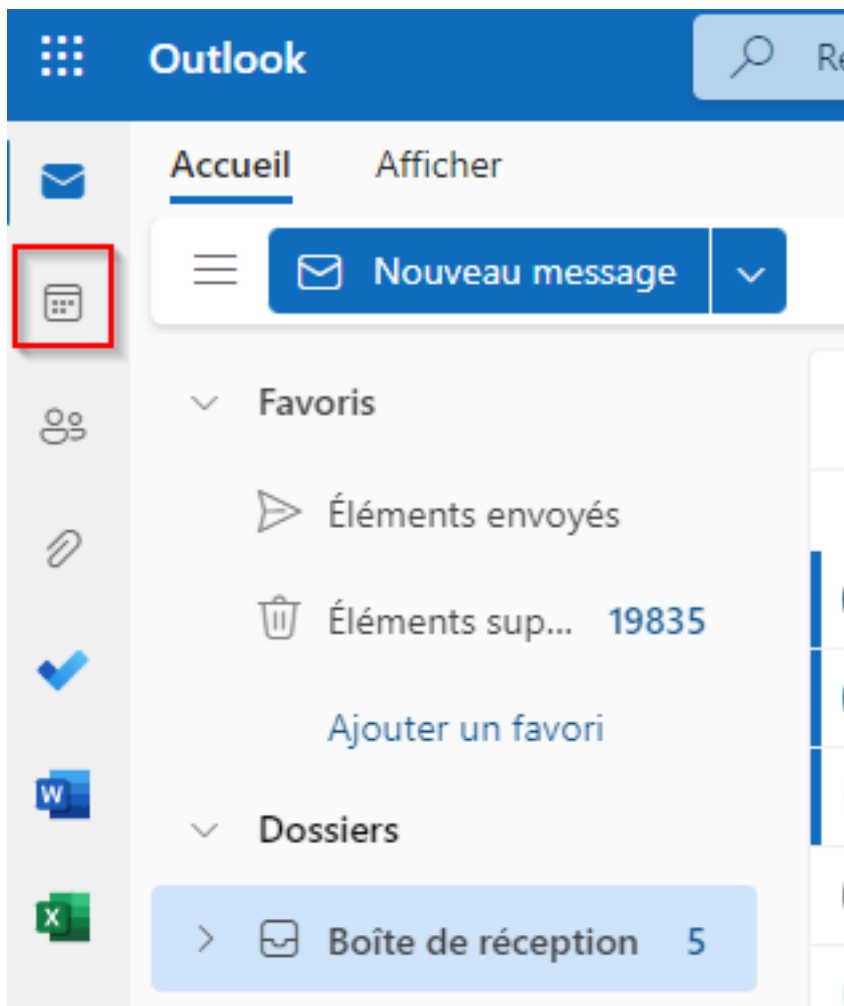 Outlook
Accueil Afficher
Nouveau message
Favoris
Éléments envoyés
Éléments sup... 19835
Ajouter un favori
W
Dossiers
X
Boîte de réception 5